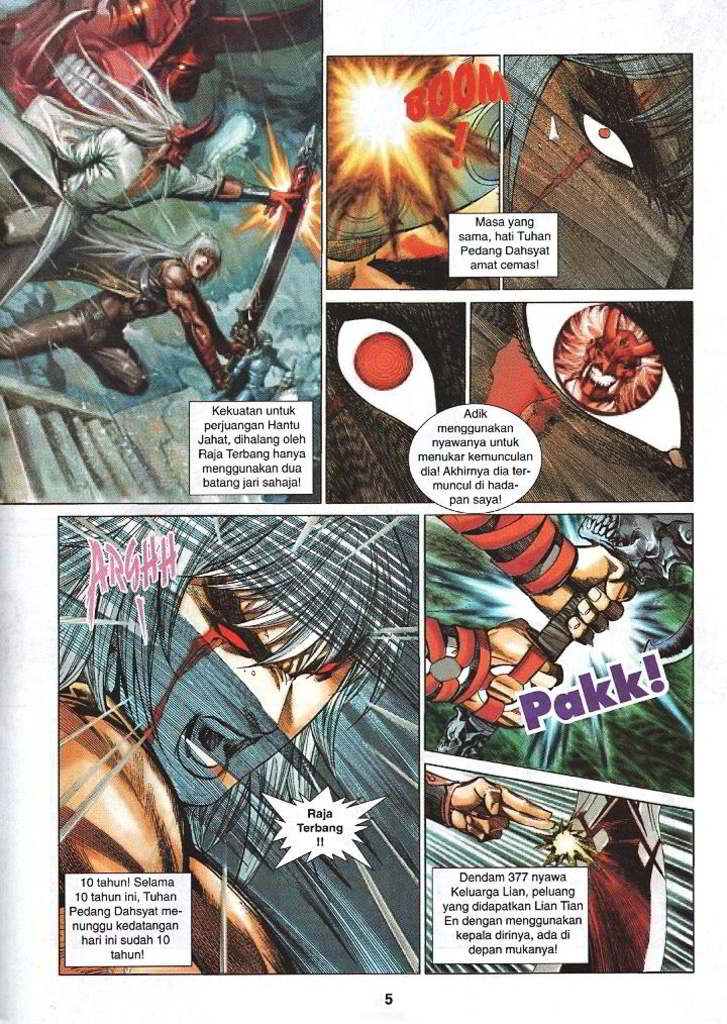 Kekuatan untuk
perjuangan Hantu
Jahat, dihalang oleh
Raja Terbang hanya
menggunakan dua
batang jari sahaja!
BOOM
!
Masa yang
sama, hati Tuhan
Pedang Dahsyat
amat cemas!
Adik
menggunakan
nyawanya untuk
menukar kemunculan
dia! Akhirnya dia ter-
muncul di hada-
pan saya!
ARGHH
!
Raja
Terbang
!!
10 tahun! Selama
10 tahun ini, Tuhan
Pedang Dahsyat me-
nunggu kedatangan
hari ini sudah 10
tahun!
Pakk!
Dendam 377 nyawa
Keluarga Lian, peluang
yang didapatkan Lian Tian
En dengan menggunakan
kepala dirinya, ada di
depan mukanya!
5